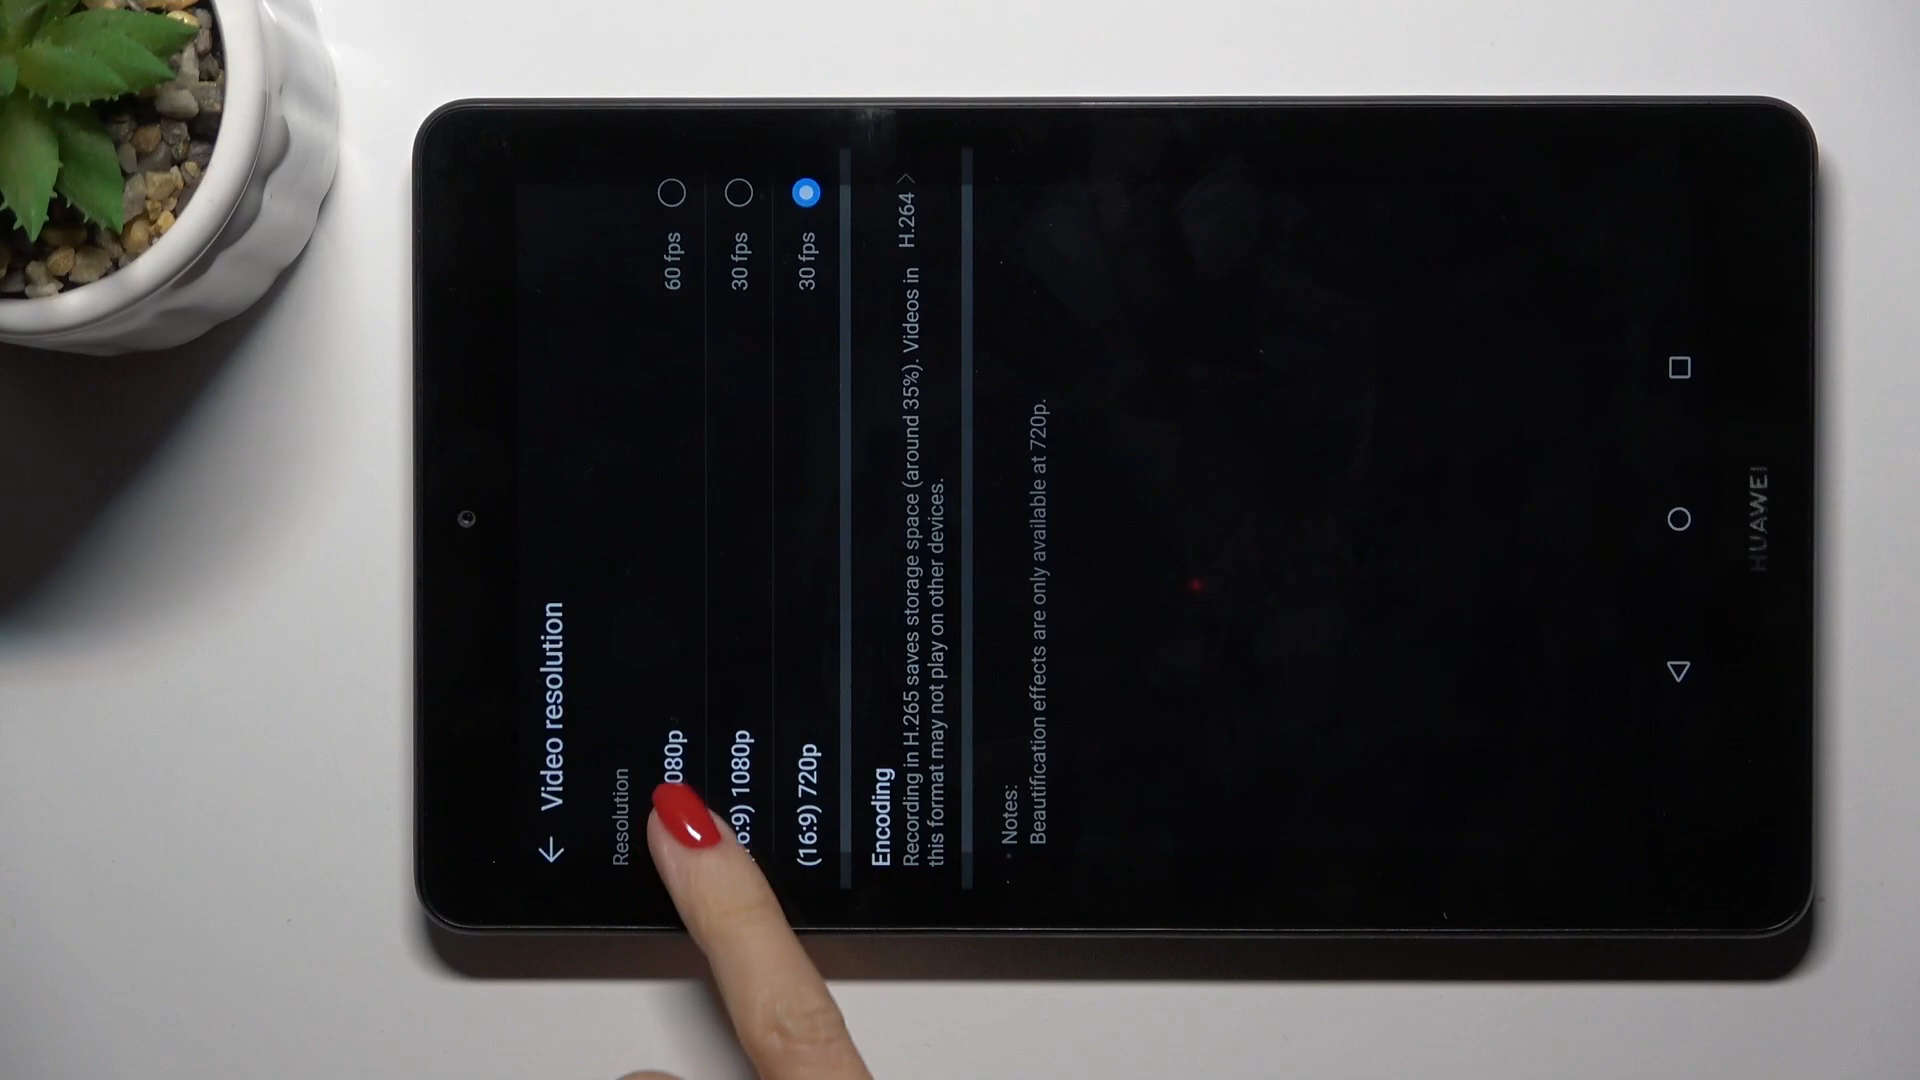 Video resolution
Resolution
1080p 60 fps
1080p 30 fps
(16:9) 720p 30 fps
Encoding
Recording in H.265 saves storage space (around 35%). Videos in
this format may not play on other devices.
H.264
• Notes:
Beautification effects are only available at 720p.
HUAWEI